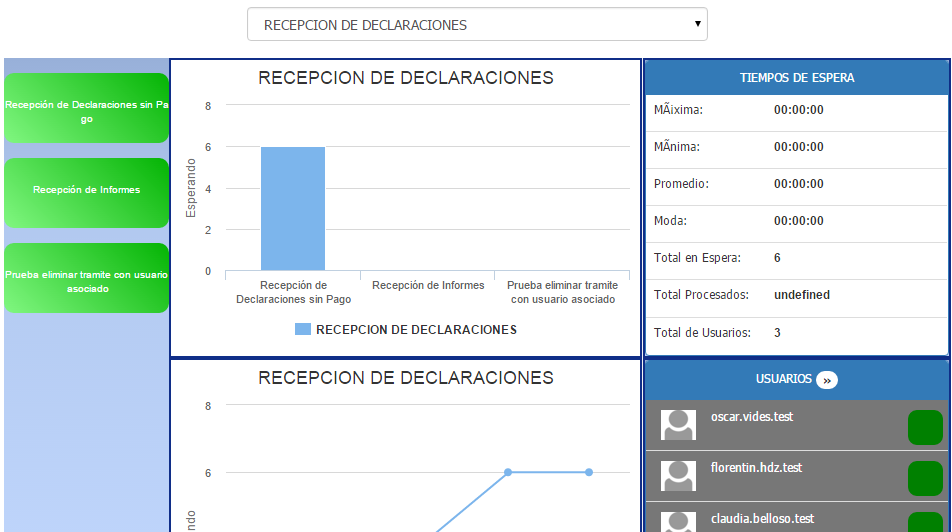 RECEPCION DE DECLARACIONES
Recepción de Declaraciones sin Pa
go
Recepción de Informes
Prueba eliminar tramite con usuario
asociado
RECEPCION DE DECLARACIONES
8
6
4
2
0
Esperando
Recepción de
Declaraciones sin Pago
Recepción de Informes
Prueba eliminar tramite
con usuario asociado
RECEPCION DE DECLARACIONES
TIEMPOS DE ESPERA
MÃixima: 00:00:00
MÃnima: 00:00:00
Promedio: 00:00:00
Moda: 00:00:00
Total en Espera: 6
Total Procesados: undefined
Total de Usuarios: 3
RECEPCION DE DECLARACIONES
8
6
ando
USUARIOS »
oscar.vides.test
florentin.hdz.test
claudia.belloso.test